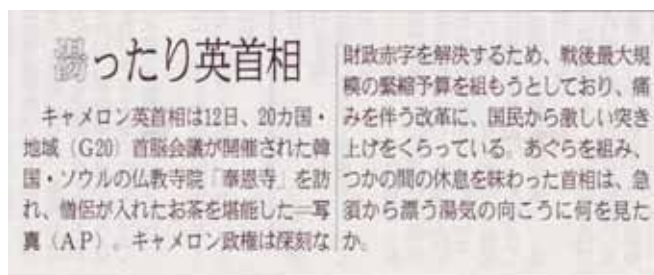 湯ったり英首相
キャメロン英首相は12日、20カ国・
地域（G20）首脳会議が開催された韓
国・ソウルの仏教寺院「奉恩寺」を訪
れ、僧侶が入れたお茶を堪能した＝写
真（AP）。キャメロン政権は深刻な
財政赤字を解決するため、戦後最大規
模の緊縮予算を組もうとしており、痛
みを伴う改革に、国民から激しい突き
上げをくらっている。あぐらを組み、
つかの間の休息を味わった首相は、急
須から漂う湯気の向こうに何を見た
か。